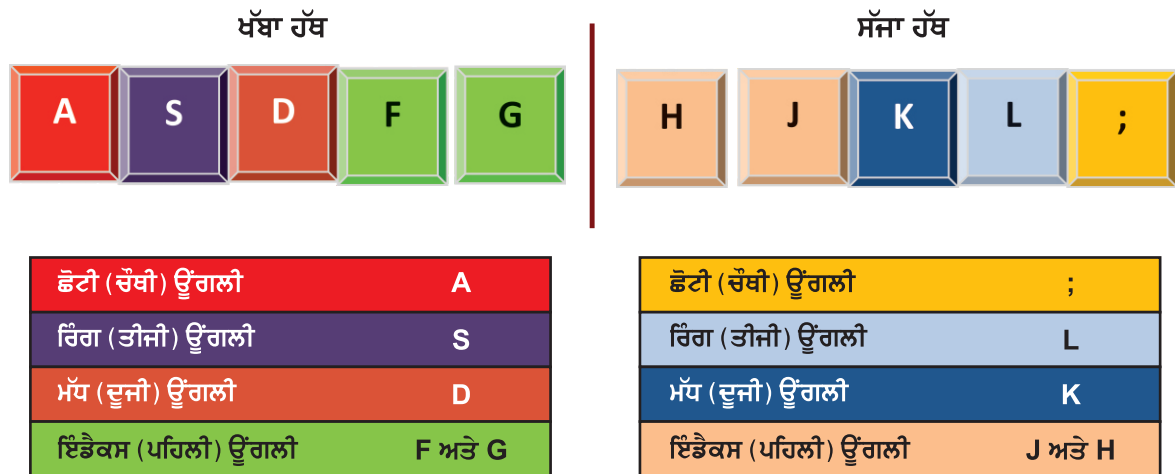 ਖੱਬਾ ਹੱਥ
A S D F G
ਛੋਟੀ (ਚੌਥੀ) ਉਂਗਲੀ A
ਰਿੰਗ (ਤੀਜੀ) ਉਂਗਲੀ S
ਮੱਧ (ਦੂਜੀ) ਉਂਗਲੀ D
ਇੰਡੈਕਸ (ਪਹਿਲੀ) ਉਂਗਲੀ F ਅਤੇ G
ਸੱਜਾ ਹੱਥ
H J K L ;
ਛੋਟੀ (ਚੌਥੀ) ਉਂਗਲੀ ;
ਰਿੰਗ (ਤੀਜੀ) ਉਂਗਲੀ L
ਮੱਧ (ਦੂਜੀ) ਉਂਗਲੀ K
ਇੰਡੈਕਸ (ਪਹਿਲੀ) ਉਂਗਲੀ J ਅਤੇ H